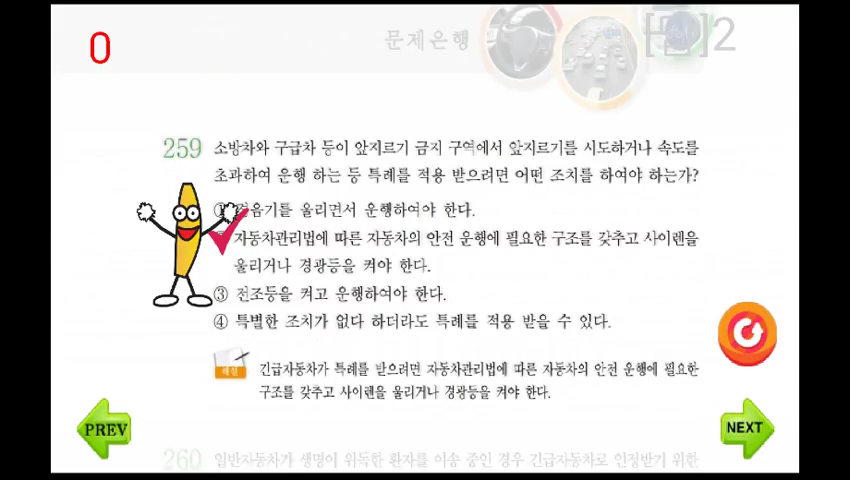 0
문제은행
[답]2
259 소방차와 구급차 등이 앞지르기 금지 구역에서 앞지르기를 시도하거나 속도를
초과하여 운행 하는 등 특례를 적용 받으려면 어떤 조치를 하여야 하는가?
① 경음기를 울리면서 운행하여야 한다.
자동차관리법에 따른 자동차의 안전 운행에 필요한 구조를 갖추고 사이렌을
울리거나 경광등을 켜야 한다.
③ 전조등을 켜고 운행하여야 한다.
④ 특별한 조치가 없다 하더라도 특례를 적용 받을 수 있다.
해설 긴급자동차가 특례를 받으려면 자동차관리법에 따른 자동차의 안전 운행에 필요한
구조를 갖추고 사이렌을 울리거나 경광등을 켜야 한다.
PREV
NEXT
260 일반자동차가 생명이 위독한 환자를 이송 중인 경우 긴급자동차로 인정받기 위한